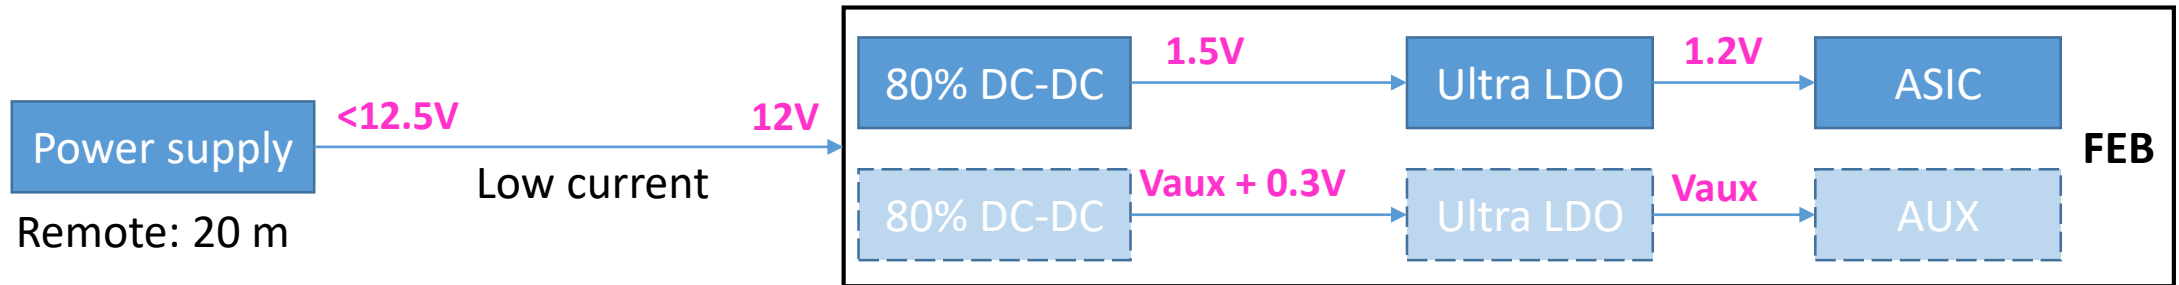 Power supply
Remote: 20 m
<12.5V
12V
Low current
80% DC-DC
1.5V
Ultra LDO
1.2V
ASIC
80% DC-DC
Vaux + 0.3V
Ultra LDO
Vaux
AUX
FEB